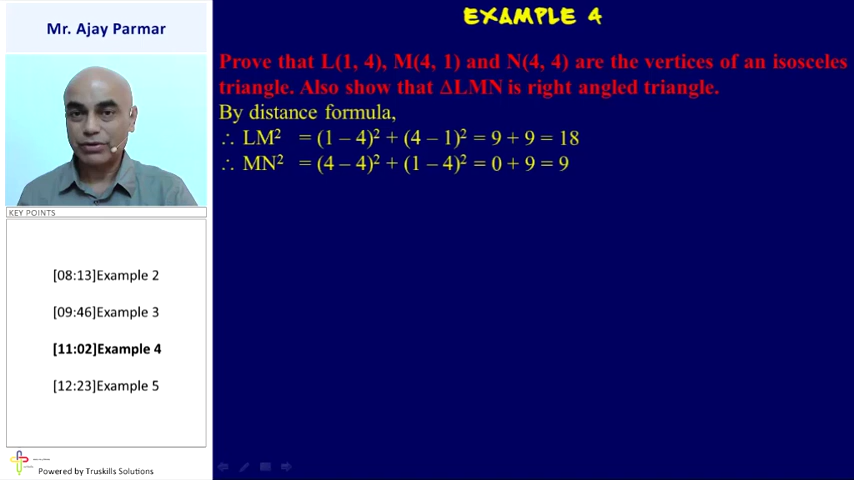 Mr. Ajay Parmar
KEY POINTS
[08:13]Example 2
[09:46]Example 3
[11:02]Example 4
[12:23]Example 5
Powered by Truskills Solutions
EXAMPLE 4
Prove that L(1, 4), M(4, 1) and N(4, 4) are the vertices of an isosceles
triangle. Also show that ΔLMN is right angled triangle.
By distance formula,
∴ LM² = (1 – 4)² + (4 – 1)² = 9 + 9 = 18
∴ MN² = (4 – 4)² + (1 – 4)² = 0 + 9 = 9